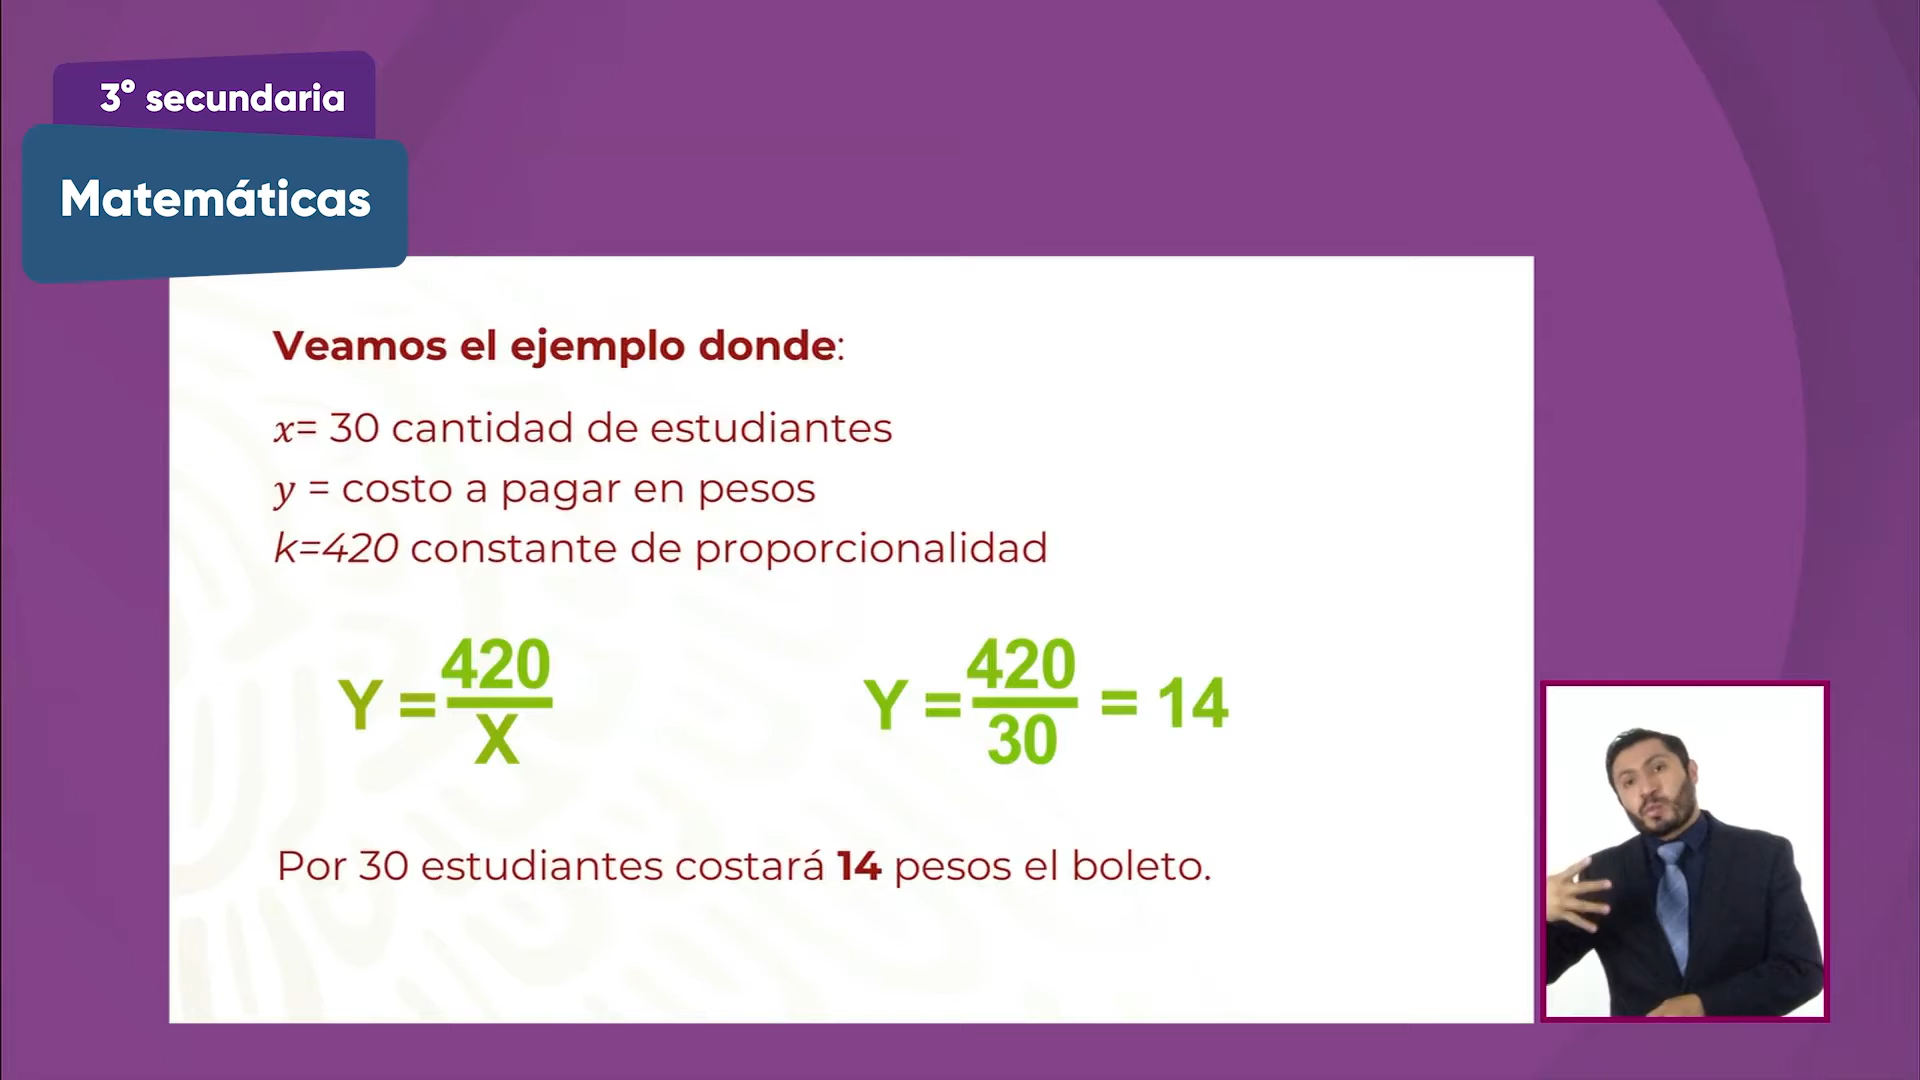 3° secundaria
Matemáticas
Veamos el ejemplo donde:
x= 30 cantidad de estudiantes
y = costo a pagar en pesos
k=420 constante de proporcionalidad
Y = 420/X
Y = 420/30 = 14
Por 30 estudiantes costará 14 pesos el boleto.